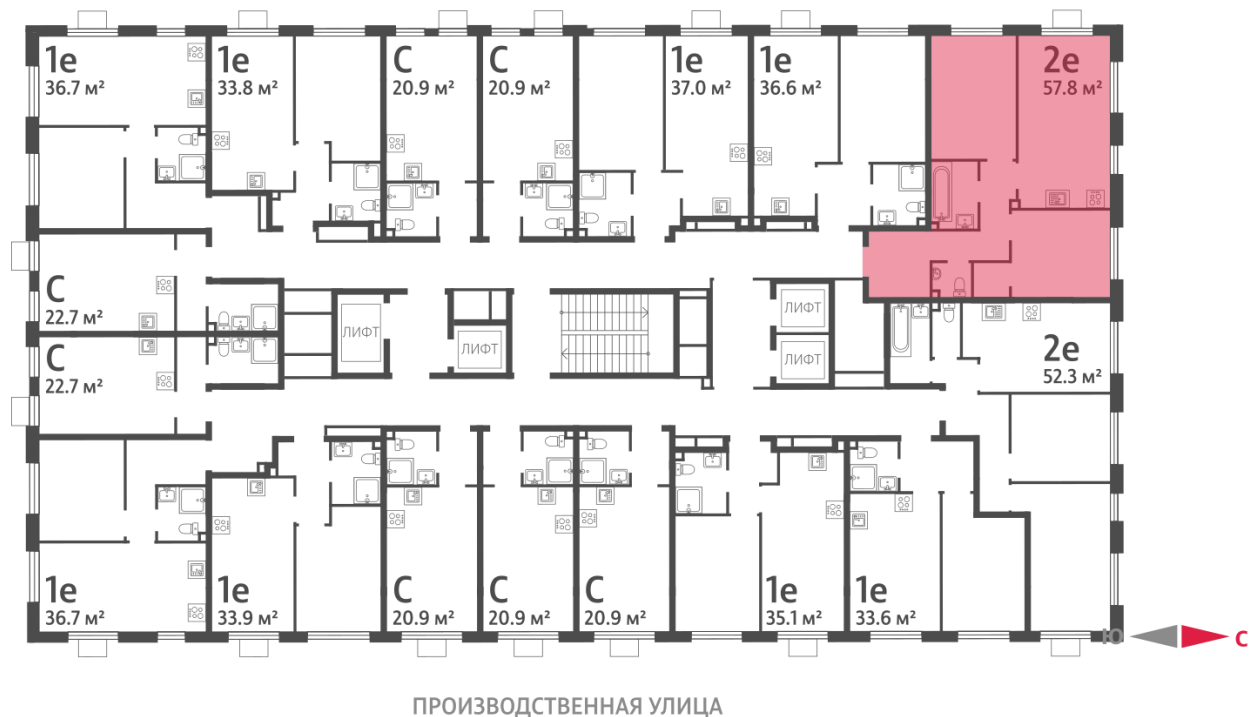 1е
36.7 м²
1е
33.8 м²
С
20.9 м²
С
20.9 м²
1е
37.0 м²
1е
36.6 м²
2е
57.8 м²
С
22.7 м²
ЛИФТ
ЛИФТ
ЛИФТ
ЛИФТ
С
22.7 м²
2е
52.3 м²
1е
36.7 м²
1е
33.9 м²
С
20.9 м²
С
20.9 м²
С
20.9 м²
1е
35.1 м²
1е
33.6 м²
Ю С
ПРОИЗВОДСТВЕННАЯ УЛИЦА